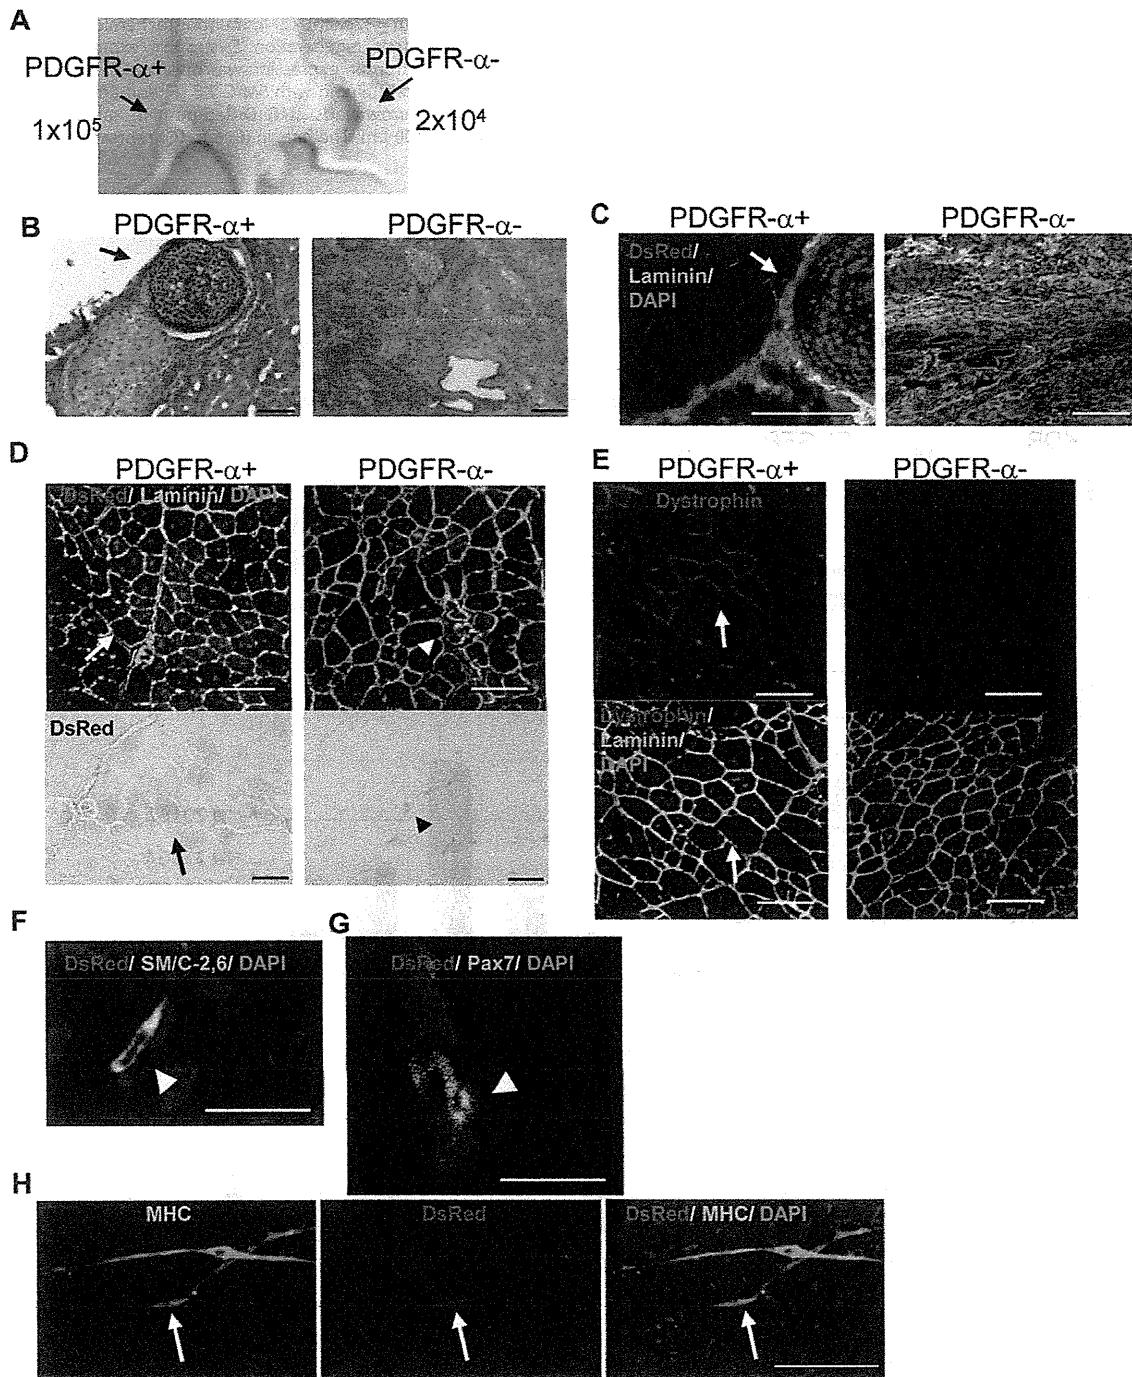 A
PDGFR-α+
PDGFR-α-
1x10⁵
2x10⁴
B
PDGFR-α+
PDGFR-α-
C
PDGFR-α+
PDGFR-α-
DsRed/
Laminin/
DAPI
D
PDGFR-α+
PDGFR-α-
DsRed/ Laminin/ DAPI
DsRed
E
PDGFR-α+
PDGFR-α-
Dystrophin
Dystrophin/
Laminin/
DAPI
F
DsRed/ SM/C-2,6/ DAPI
G
DsRed/ Pax7/ DAPI
H
MHC
DsRed
DsRed/ MHC/ DAPI